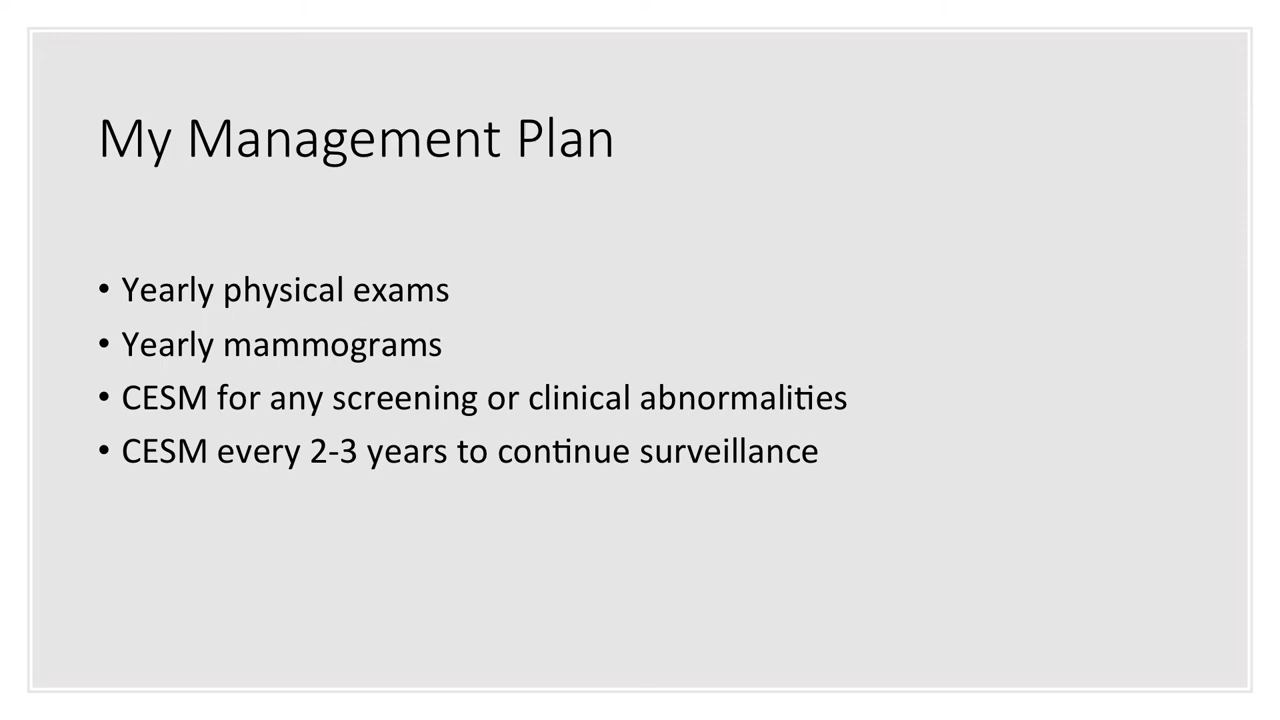 My Management Plan
• Yearly physical exams
• Yearly mammograms
• CESM for any screening or clinical abnormalities
• CESM every 2-3 years to continue surveillance